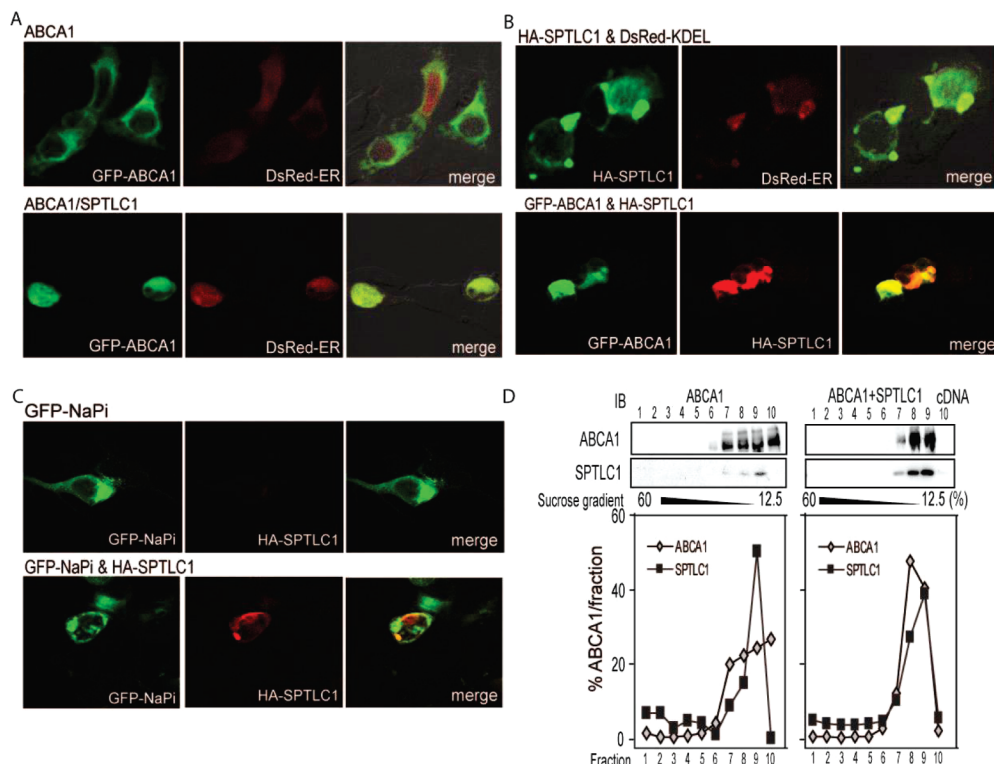 A
ABCA1
GFP-ABCA1
DsRed-ER
merge
ABCA1/SPTLC1
GFP-ABCA1
DsRed-ER
merge
B
HA-SPTLC1 & DsRed-KDEL
HA-SPTLC1
DsRed-ER
merge
GFP-ABCA1 & HA-SPTLC1
GFP-ABCA1
HA-SPTLC1
merge
C
GFP-NaPi
GFP-NaPi
HA-SPTLC1
merge
GFP-NaPi & HA-SPTLC1
GFP-NaPi
HA-SPTLC1
merge
D
IB
ABCA1
ABCA1+SPTLC1
cDNA
1 2 3 4 5 6 7 8 9 10
1 2 3 4 5 6 7 8 9 10
ABCA1
SPTLC1
Sucrose gradient
60
12.5
60
12.5 (%)
% ABCA1/fraction
60
40
20
0
ABCA1
SPTLC1
ABCA1
SPTLC1
Fraction
1 2 3 4 5 6 7 8 9 10
1 2 3 4 5 6 7 8 9 10